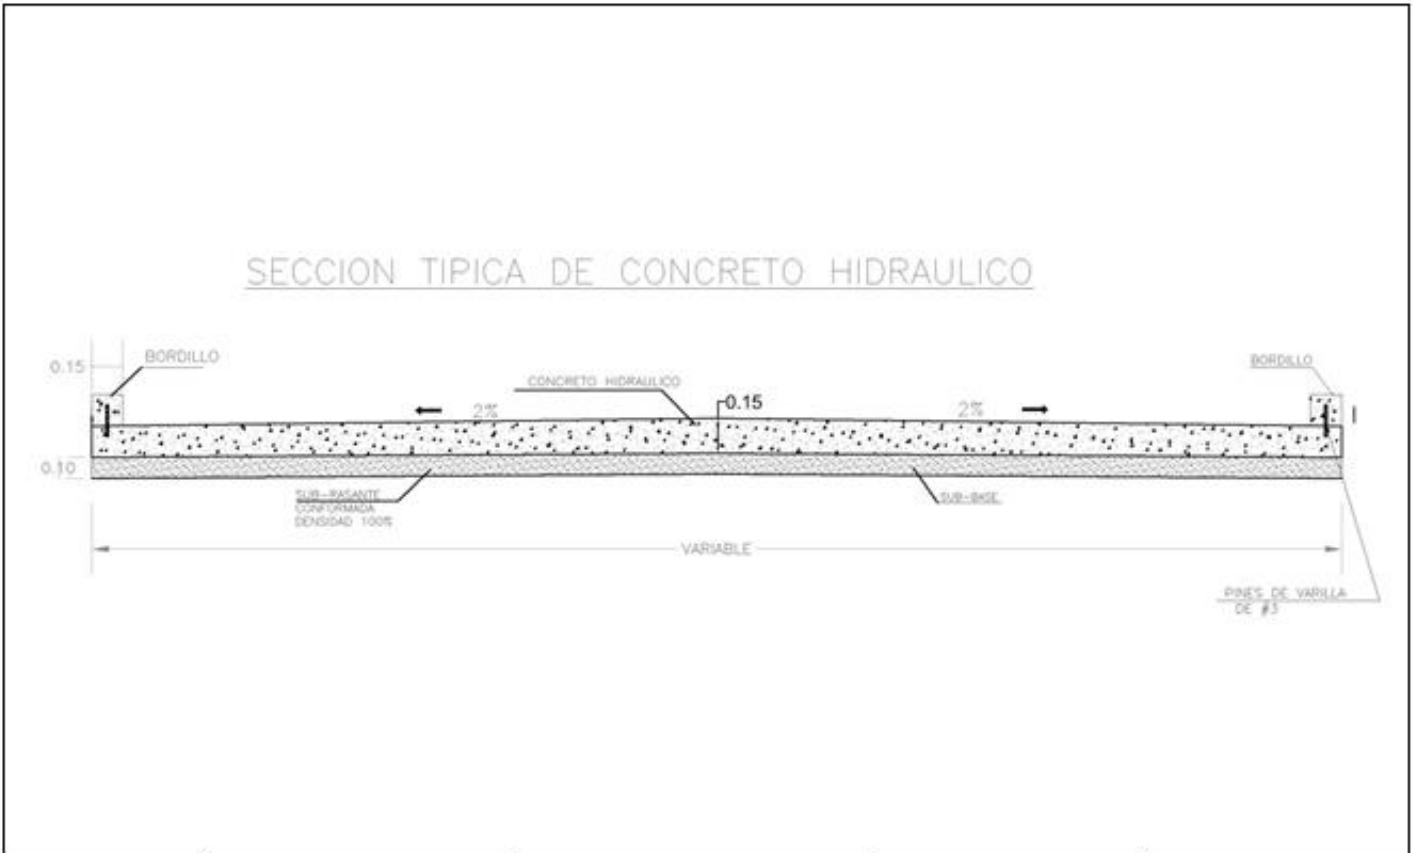 SECCION TIPICA DE CONCRETO HIDRAULICO
0.15
BORDILLO
BORDILLO
CONCRETO HIDRAULICO
0.15
2%
2%
0.10
SUB-RASANTE
CONFORMADA
DENSIDAD 100%
SUB-BASE
VARIABLE
PINES DE VARILLA
DE #3